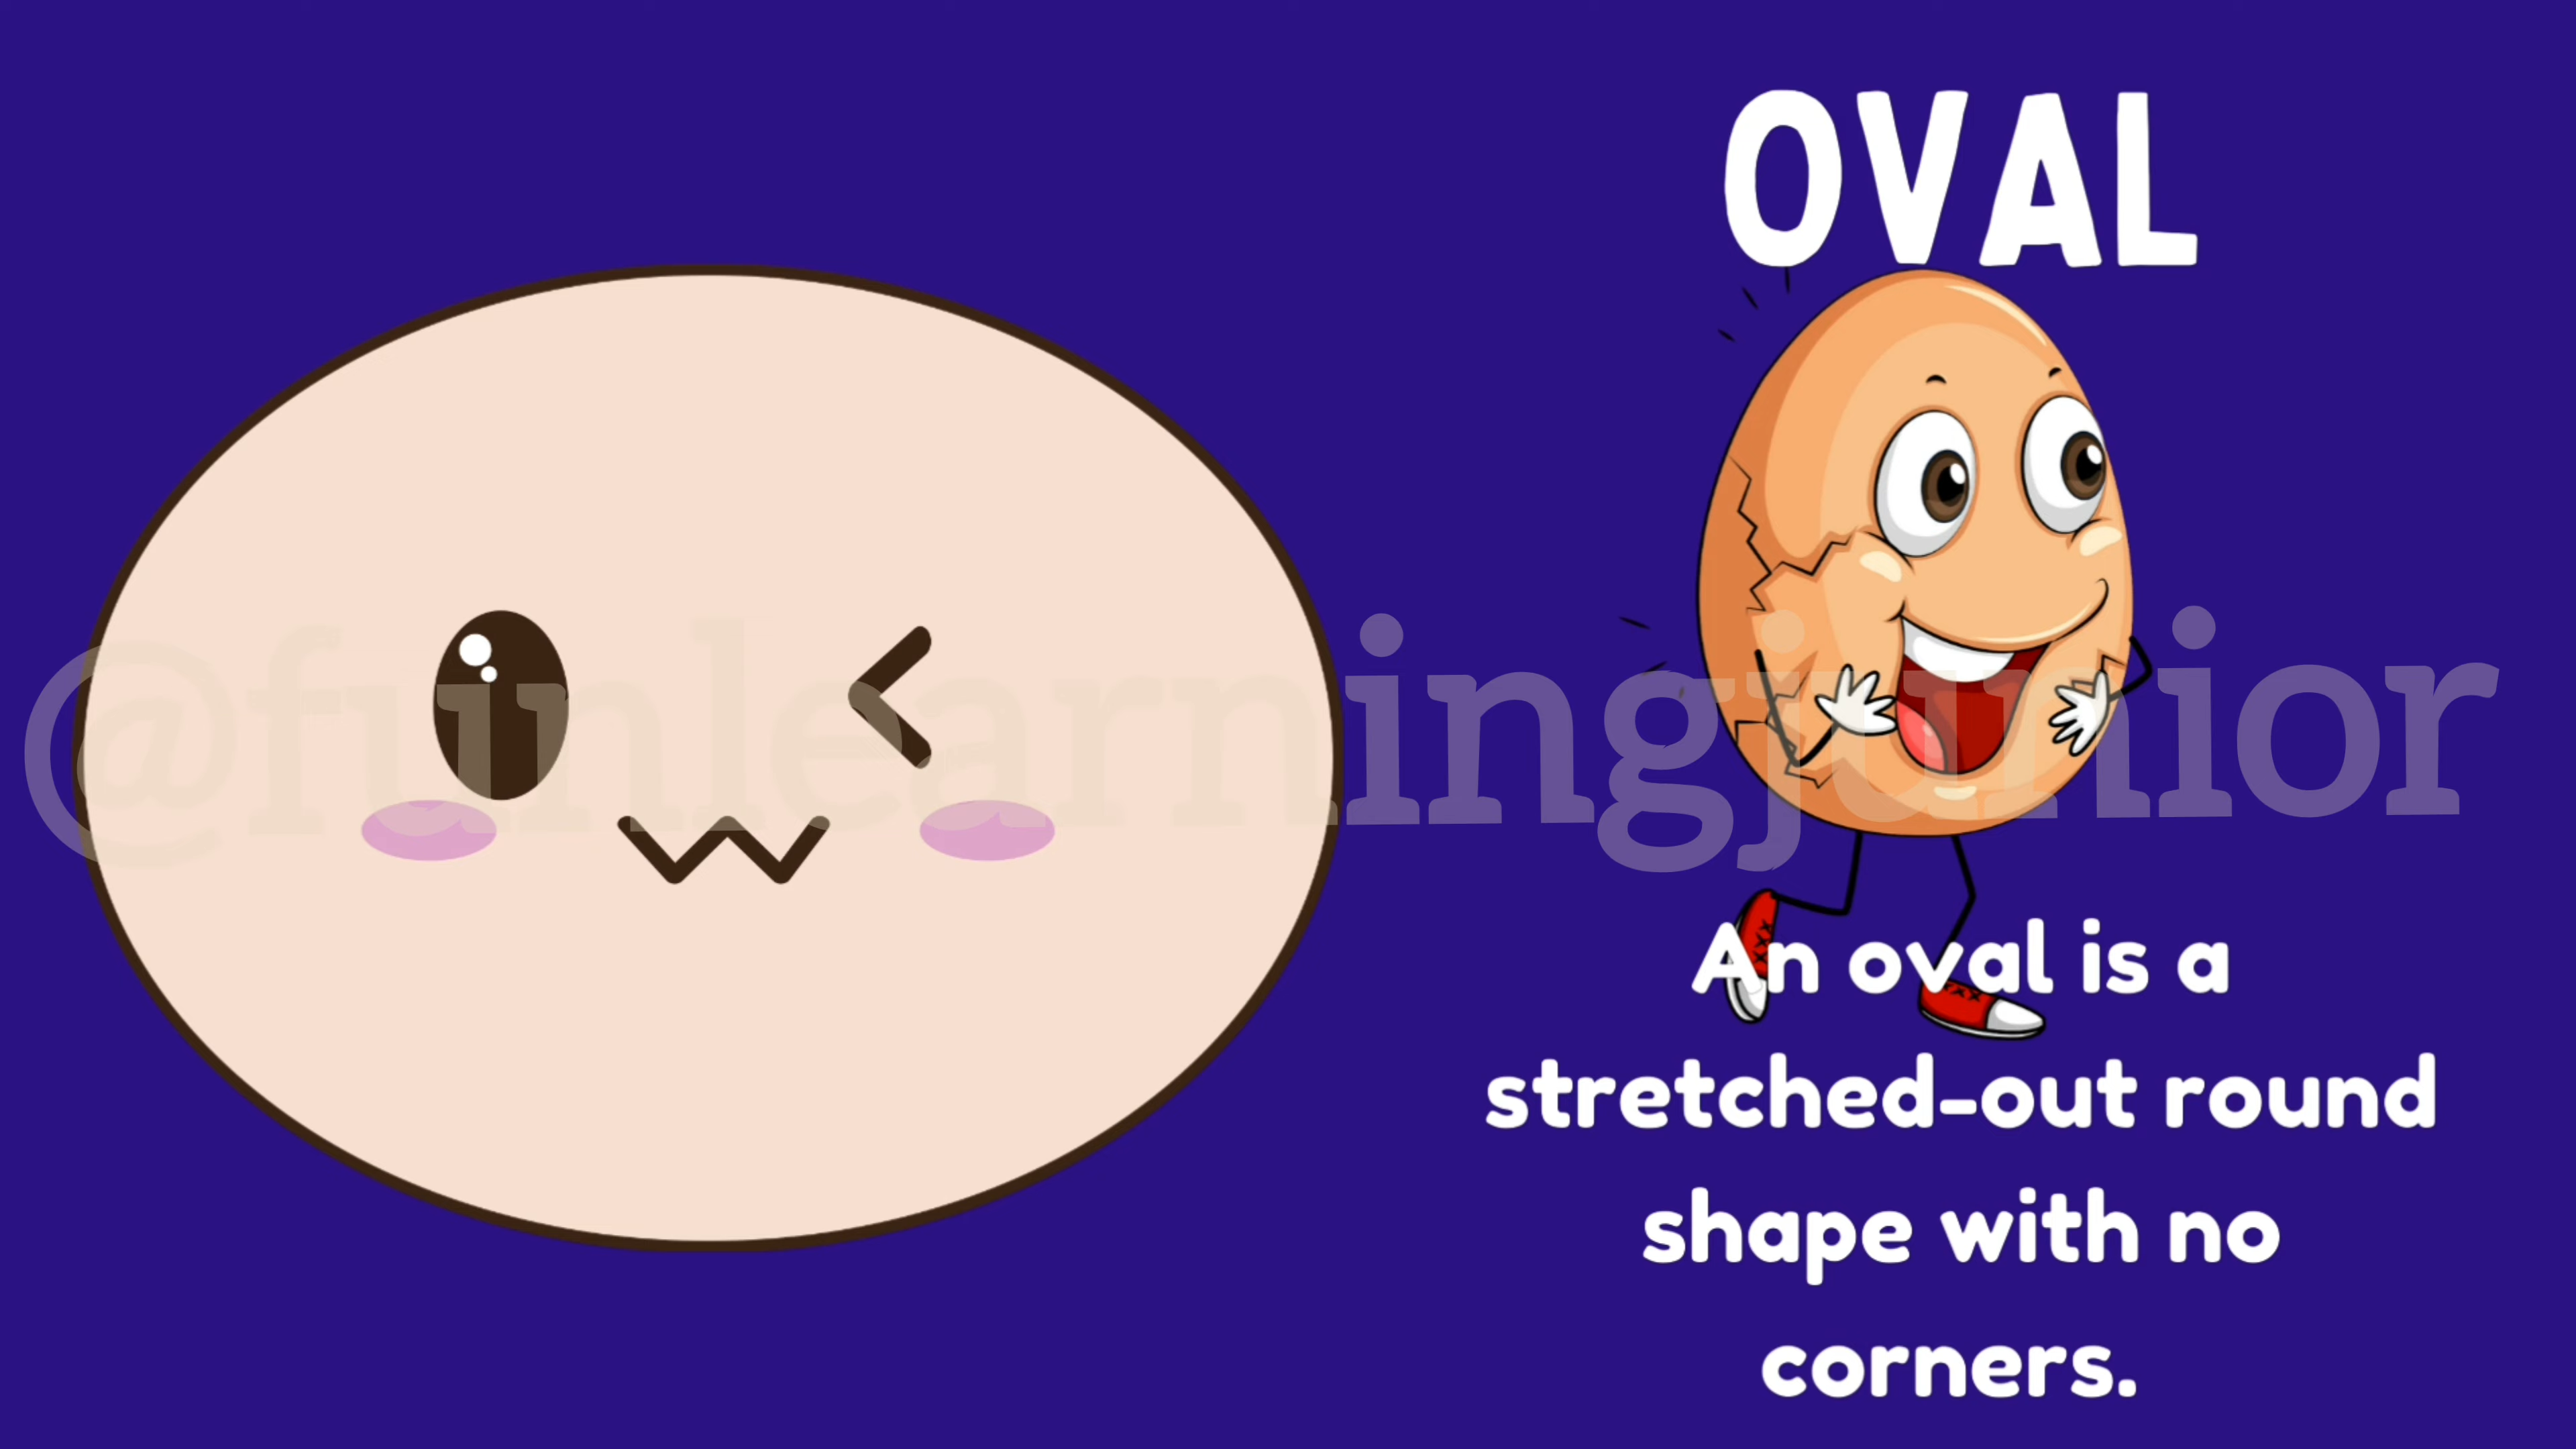 OVAL
@funlearningjunior
An oval is a
stretched-out round
shape with no
corners.